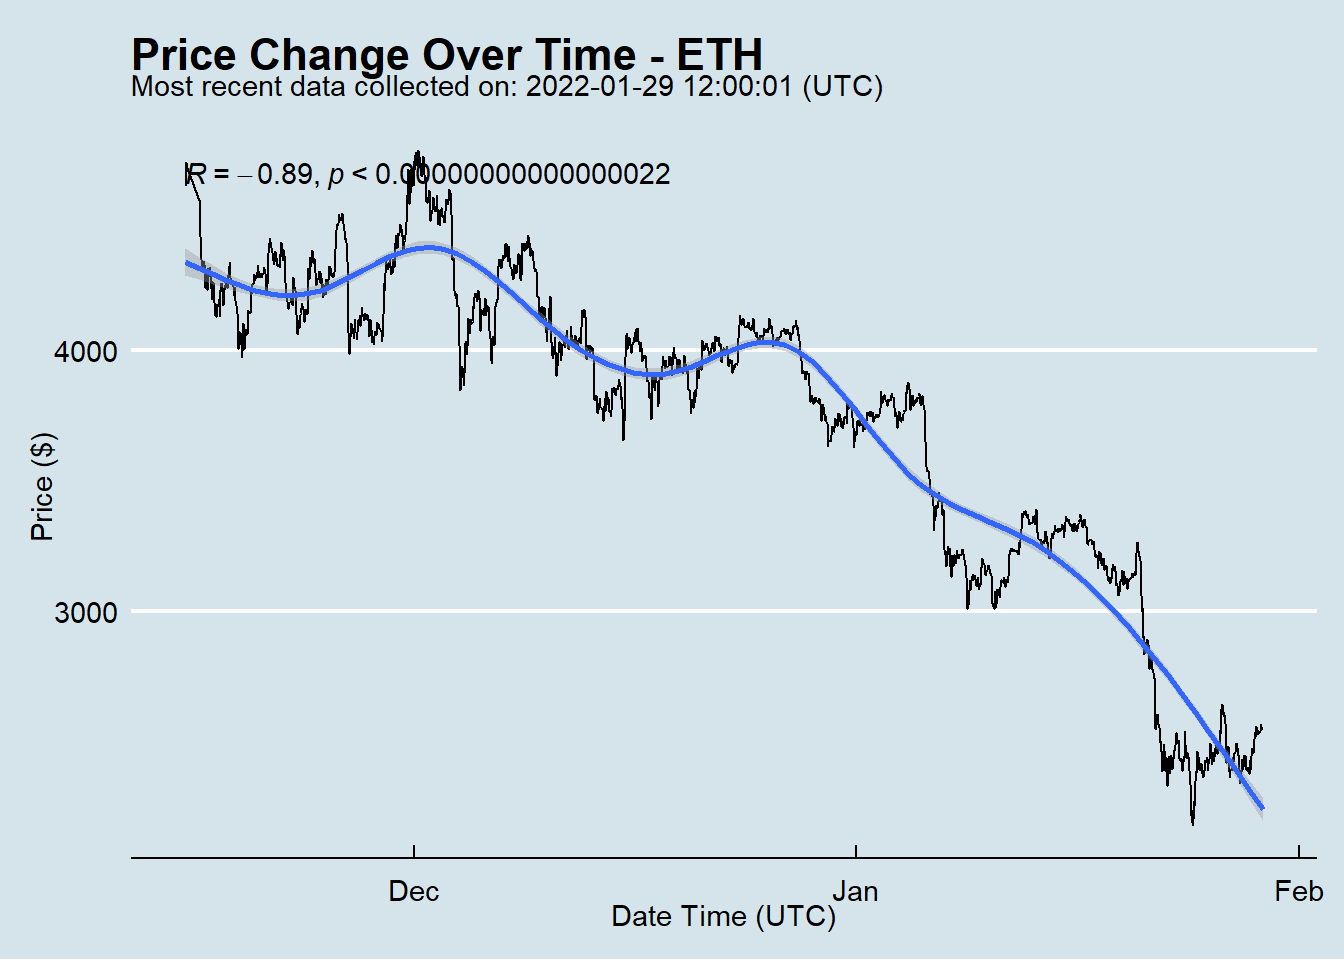 Price Change Over Time - ETH
Most recent data collected on: 2022-01-29 12:00:01 (UTC)
R = −0.89, p < 0.00000000000000022
4000
3000
Price ($)
Dec
Jan
Feb
Date Time (UTC)